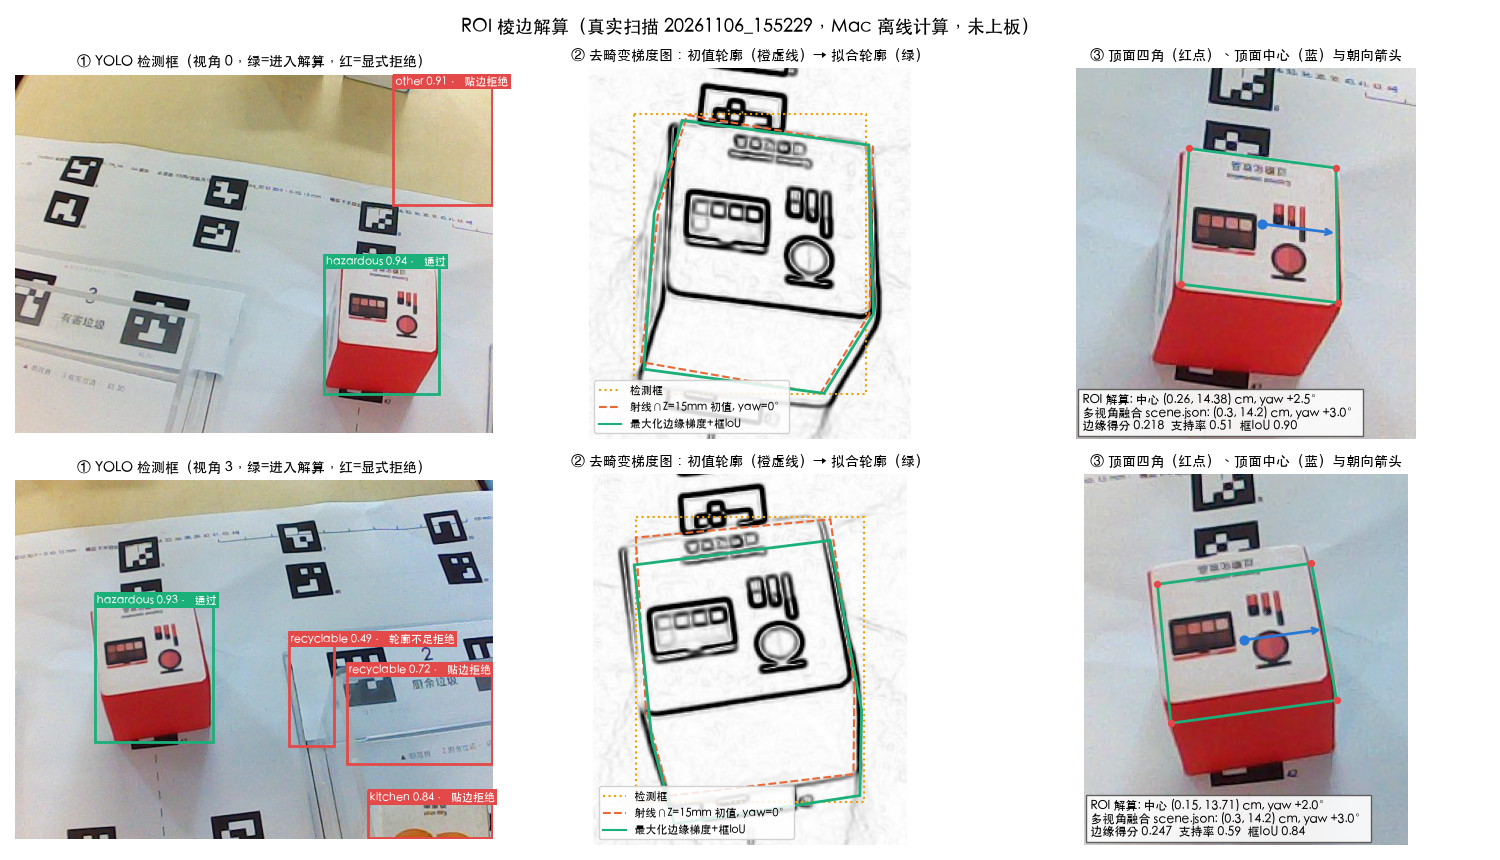 ROI 棱边解算（真实扫描 20261106_155229，Mac 离线计算，未上板）
① YOLO 检测框（视角 0，绿=进入解算，红=显式拒绝）
② 去畸变梯度图：初值轮廓（橙虚线）→ 拟合轮廓（绿）
③ 顶面四角（红点）、顶面中心（蓝）与朝向箭头
other 0.91 · 贴边拒绝
hazardous 0.94 · 通过
3
有害垃圾
检测框
射线∩Z=15mm 初值, yaw=0°
最大化边缘梯度+框IoU
ROI 解算: 中心 (0.26, 14.38) cm, yaw +2.5°
多视角融合 scene.json: (0.3, 14.2) cm, yaw +3.0°
边缘得分 0.218 支持率 0.51 框IoU 0.90
① YOLO 检测框（视角 3，绿=进入解算，红=显式拒绝）
② 去畸变梯度图：初值轮廓（橙虚线）→ 拟合轮廓（绿）
③ 顶面四角（红点）、顶面中心（蓝）与朝向箭头
hazardous 0.93 · 通过
recyclable 0.49 · 轮廓不足拒绝
2
recyclable 0.72 · 贴边拒绝
厨余垃圾
kitchen 0.84 · 贴边拒绝
检测框
射线∩Z=15mm 初值, yaw=0°
最大化边缘梯度+框IoU
ROI 解算: 中心 (0.15, 13.71) cm, yaw +2.0°
多视角融合 scene.json: (0.3, 14.2) cm, yaw +3.0°
边缘得分 0.247 支持率 0.59 框IoU 0.84